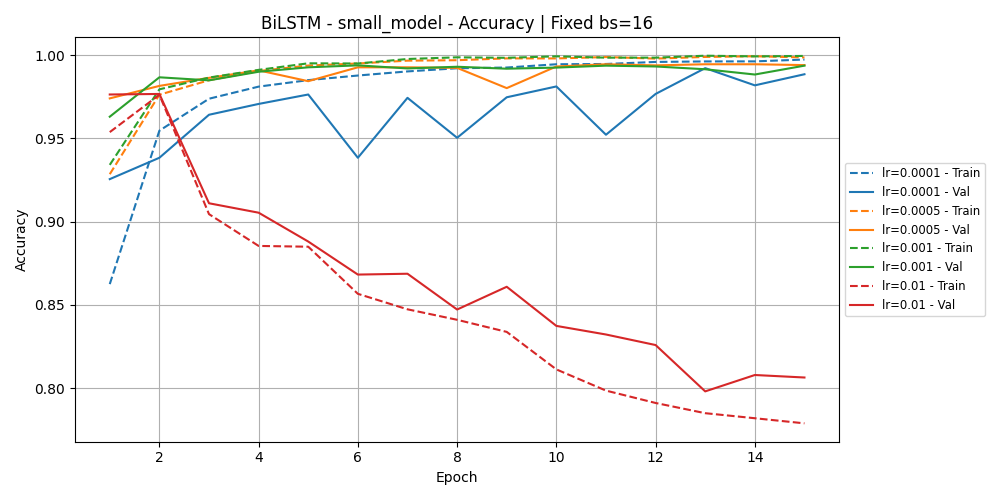 BiLSTM - small_model - Accuracy | Fixed bs=16
Accuracy
1.00
0.95
0.90
0.85
0.80
2 4 6 8 10 12 14
Epoch
lr=0.0001 - Train
lr=0.0001 - Val
lr=0.0005 - Train
lr=0.0005 - Val
lr=0.001 - Train
lr=0.001 - Val
lr=0.01 - Train
lr=0.01 - Val